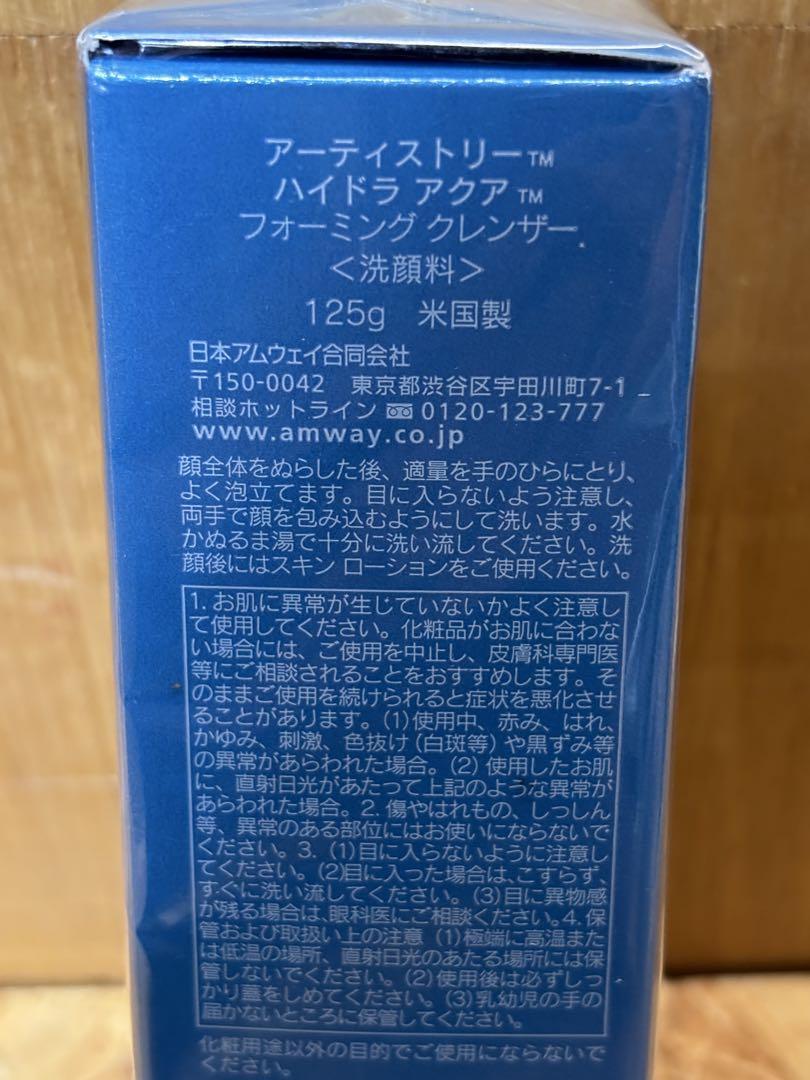 アーティストリー™
ハイドラ アクア™
フォーミング クレンザー
<洗顔料>
125g 米国製
日本アムウェイ合同会社
〒150-0042 東京都渋谷区宇田川町7-1
相談ホットライン 0120-123-777
www.amway.co.jp
顔全体をぬらした後、適量を手のひらにとり、
よく泡立てます。目に入らないよう注意し、
両手で顔を包み込むようにして洗います。水
かぬるま湯で十分に洗い流してください。洗
顔後にはスキン ローションをご使用ください。
1. お肌に異常が生じていないかよく注意し
て使用してください。化粧品がお肌に合わな
い場合には、ご使用を中止し、皮膚科専門医
等にご相談されることをおすすめします。そ
のままご使用を続けられると症状を悪化させ
ることがあります。(1)使用中、赤み、はれ、
かゆみ、刺激、色抜け(白斑等)や黒ずみ等
の異常があらわれた場合。(2) 使用したお肌
に、直射日光があたって上記のような異常が
あらわれた場合。2. 傷やはれもの、しっしん
等、異常のある部位にはお使いにならないで
ください。3. (1)目に入らないように注意し
てください。(2)目に入った場合は、こすらず、
すぐに洗い流してください。(3)目に異物感
が残る場合は、眼科医にご相談ください。4. 保
管および取扱い上の注意 (1)極端に高温また
は低温の場所、直射日光のあたる場所には保
管しないでください。(2)使用後は必ずしっ
かり蓋をしめてください。(3)乳幼児の手の
届かないところに保管してください。
化粧用途以外の目的でご使用にならないで
ください。